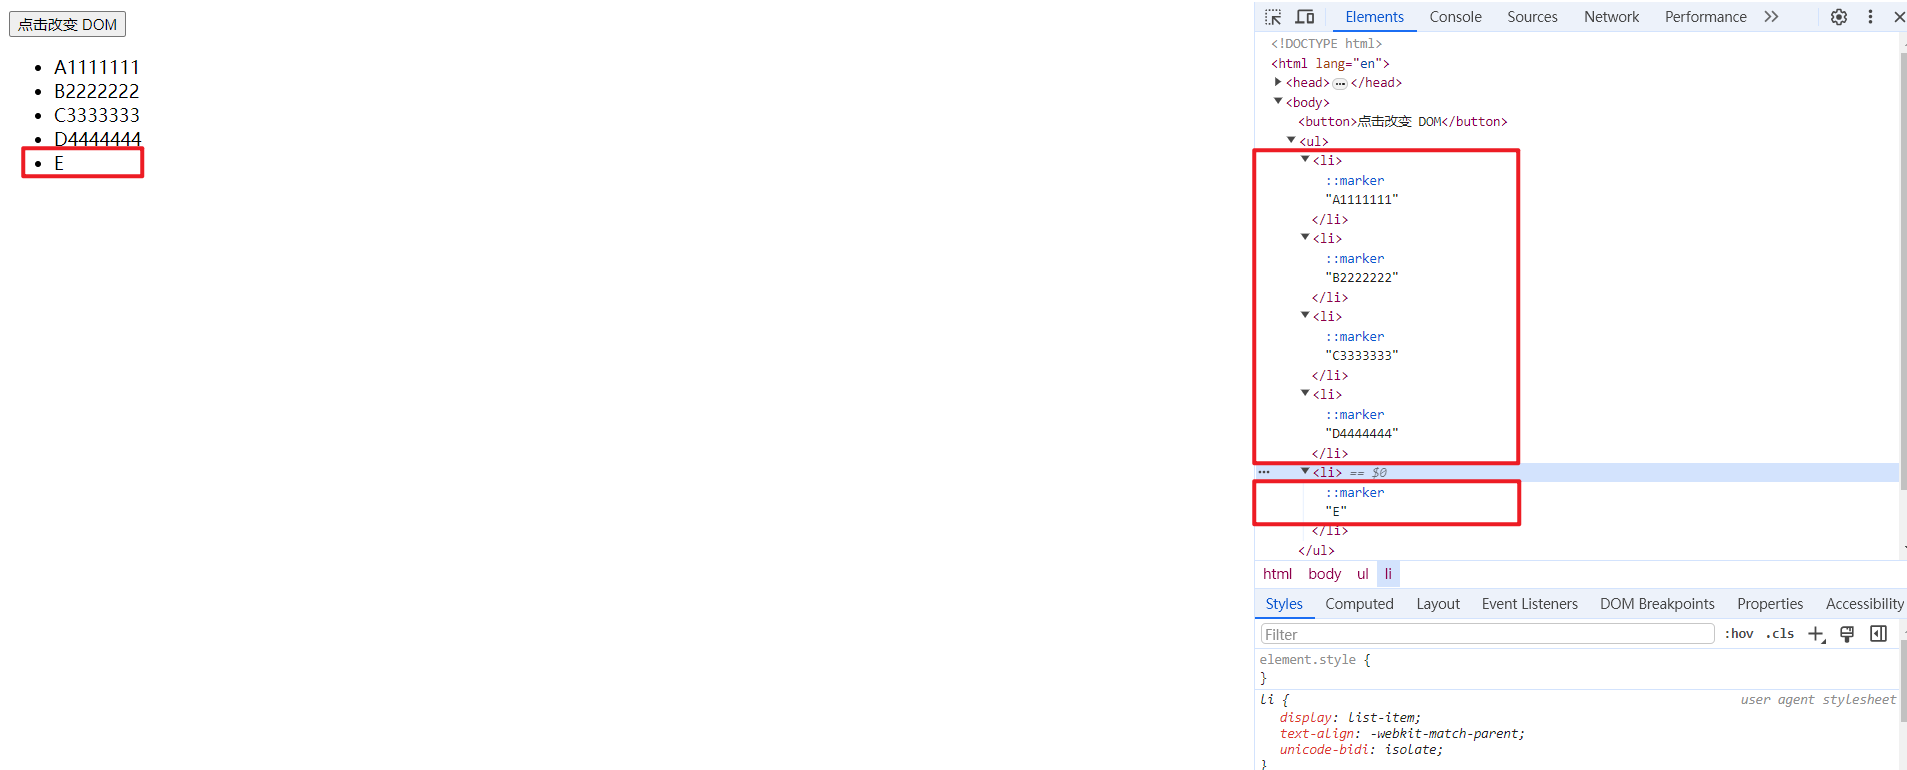 点击改变 DOM
A1111111
B2222222
C3333333
D4444444
E
Elements Console Sources Network Performance
<!DOCTYPE html>
<html lang="en">
<head> ⋯ </head>
<body>
<button>点击改变 DOM</button>
<ul>
<li>
::marker
"A1111111"
</li>
<li>
::marker
"B2222222"
</li>
<li>
::marker
"C3333333"
</li>
<li>
::marker
"D4444444"
</li>
<li> == $0
::marker
"E"
</li>
</ul>
html body ul li
Styles Computed Layout Event Listeners DOM Breakpoints Properties Accessibility
Filter :hov .cls
element.style {
}
li { user agent stylesheet
display: list-item;
text-align: -webkit-match-parent;
unicode-bidi: isolate;
}